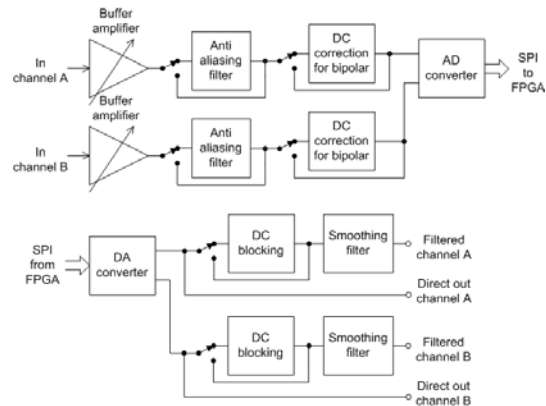 Buffer
amplifier
In
channel A
Anti
aliasing
filter
DC
correction
for bipolar
AD
converter
SPI
to
FPGA
Buffer
amplifier
In
channel B
Anti
aliasing
filter
DC
correction
for bipolar
SPI
from
FPGA
DA
converter
DC
blocking
Smoothing
filter
Filtered
channel A
Direct out
channel A
DC
blocking
Smoothing
filter
Filtered
channel B
Direct out
channel B